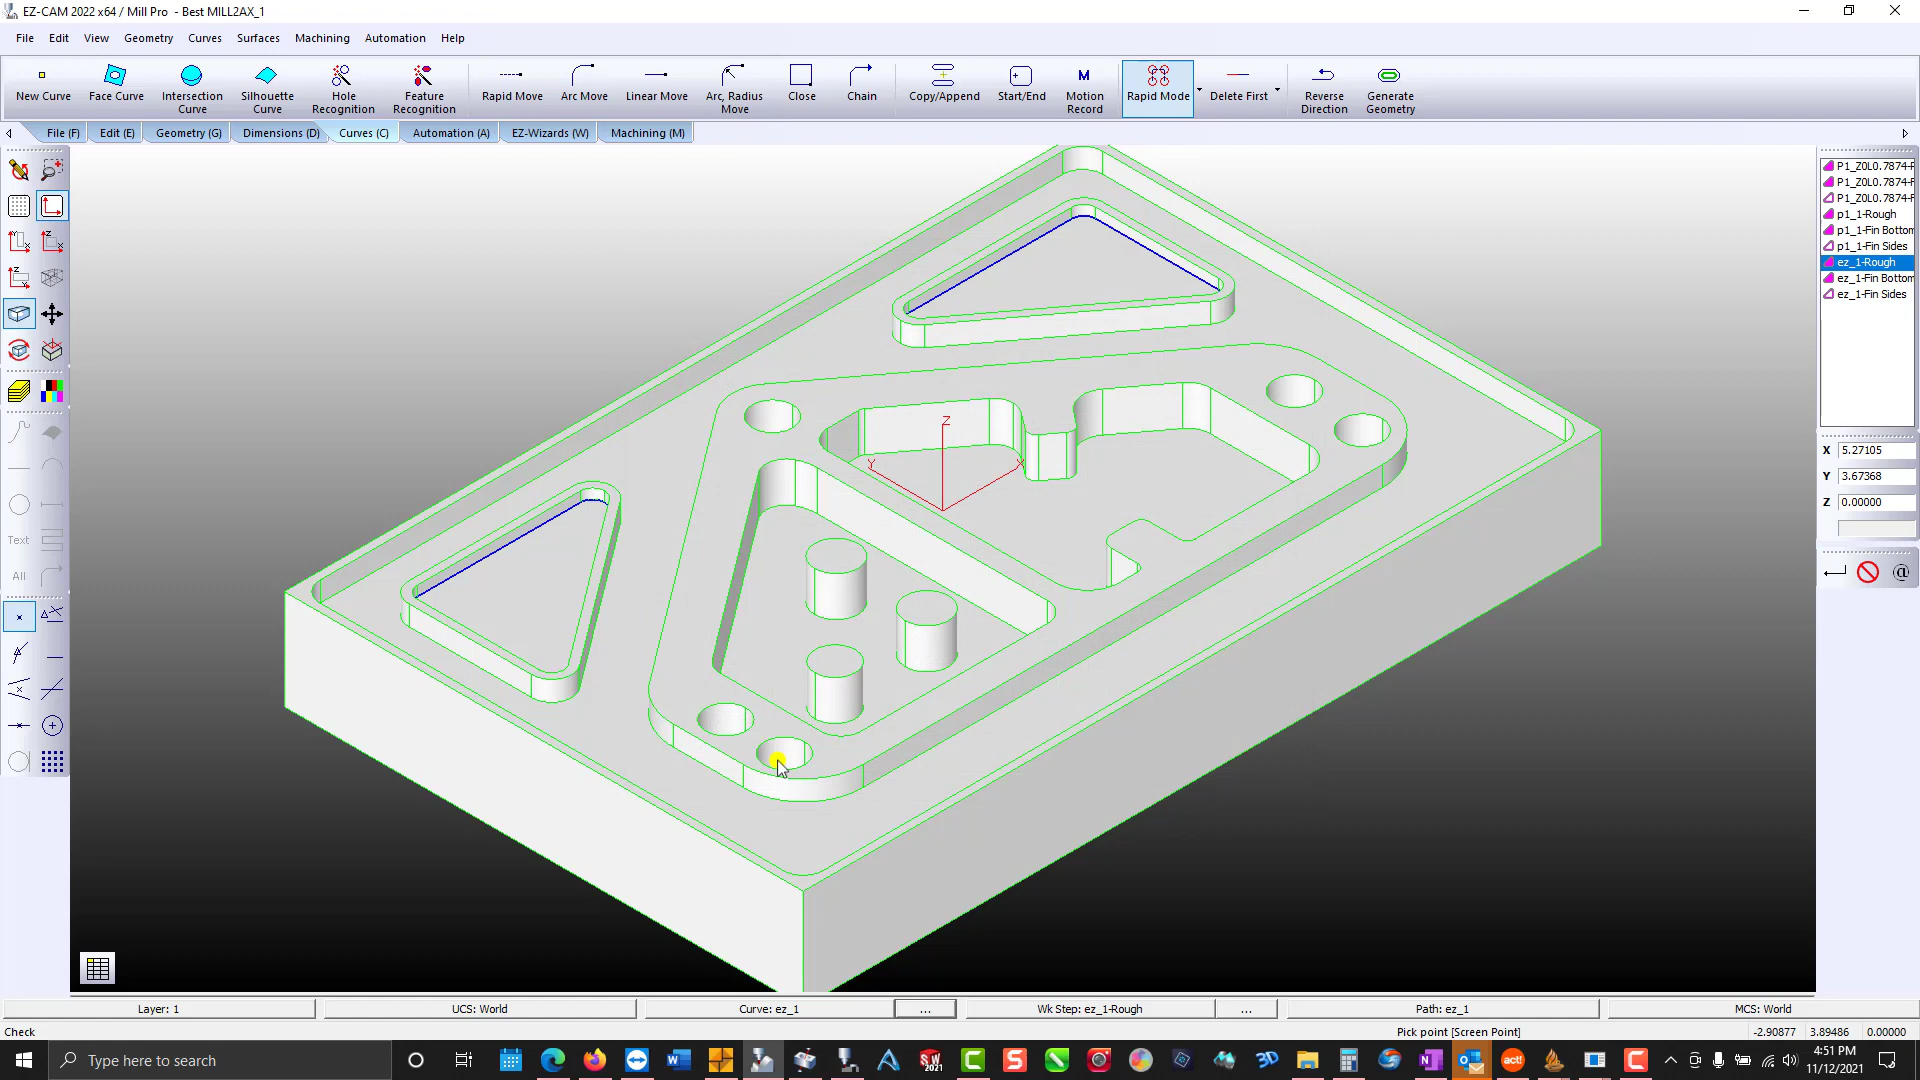 EZ-CAM 2022 x64 / Mill Pro - Best MILL2AX_1
File Edit View Geometry Curves Surfaces Machining Automation Help
New Curve
Face Curve
Intersection
Curve
Silhouette
Curve
Hole
Recognition
Feature
Recognition
Rapid Move
Arc Move
Linear Move
Arc, Radius
Move
Close
Chain
Copy/Append
Start/End
Motion
Record
Rapid Mode
Delete First
Reverse
Direction
Generate
Geometry
File (F) Edit (E) Geometry (G) Dimensions (D) Curves (C) Automation (A) EZ-Wizards (W) Machining (M)
P1_Z0L0.7874-F
P1_Z0L0.7874-F
P1_Z0L0.7874-F
p1_1-Rough
p1_1-Fin Bottom
p1_1-Fin Sides
ez_1-Rough
ez_1-Fin Bottom
ez_1-Fin Sides
Z
Y
X
X 5.27105
Y 3.67368
Z 0.00000
@
Text
All
Layer: 1 UCS: World Curve: ez_1 ... Wk Step: ez_1-Rough ... Path: ez_1 MCS: World
Check Pick point [Screen Point] -2.90877 3.89486 0.00000
Type here to search
4:51 PM
11/12/2021